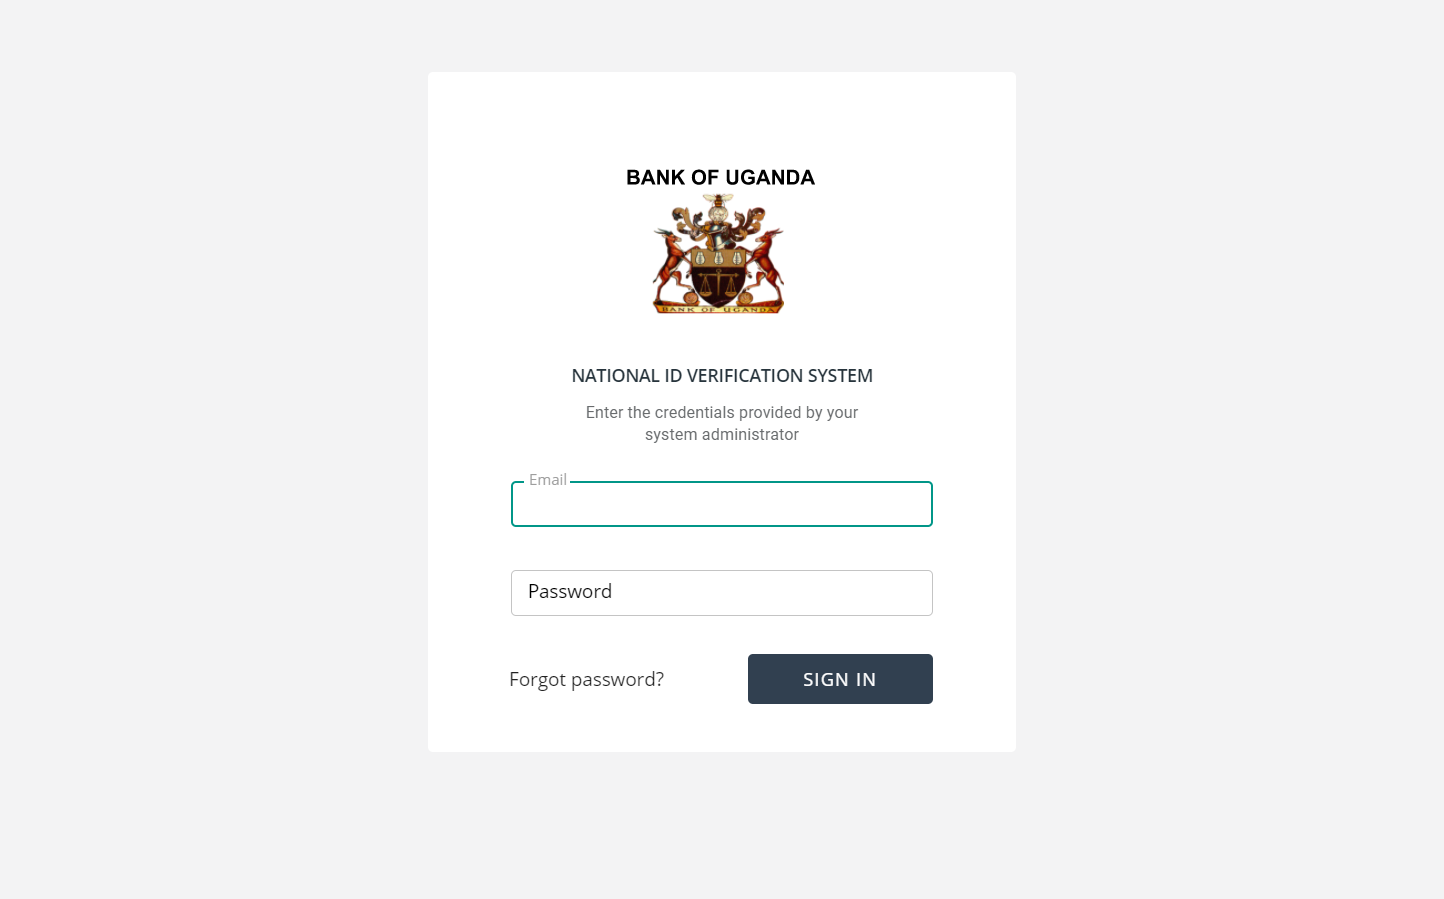 BANK OF UGANDA
BANK OF UGANDA
NATIONAL ID VERIFICATION SYSTEM
Enter the credentials provided by your
system administrator
Email
Password
Forgot password?
SIGN IN